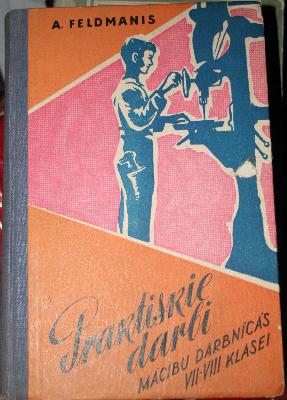 A. FELDMANIS
Praktiskie
darbi
MĀCĪBU DARBNĪCĀS
VII-VIII KLASEI